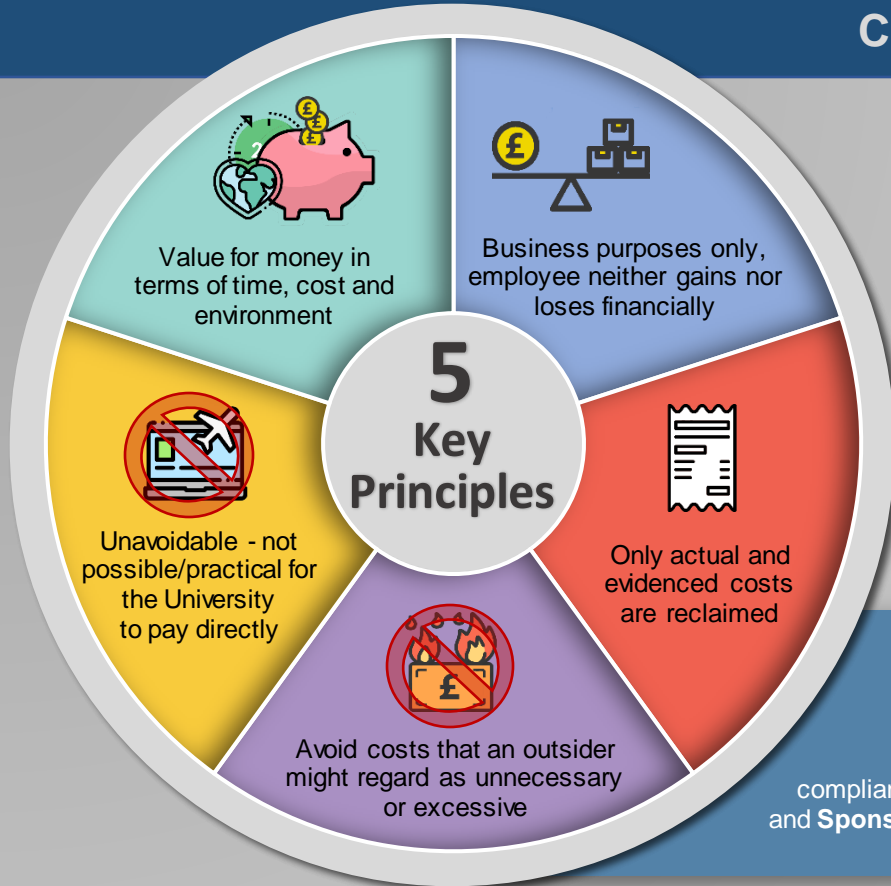 C
Value for money in
terms of time, cost and
environment
Business purposes only,
employee neither gains nor
loses financially
5
Key
Principles
Unavoidable - not
possible/practical for
the University
to pay directly
Only actual and
evidenced costs
are reclaimed
£
Avoid costs that an outsider
might regard as unnecessary
or excessive
and